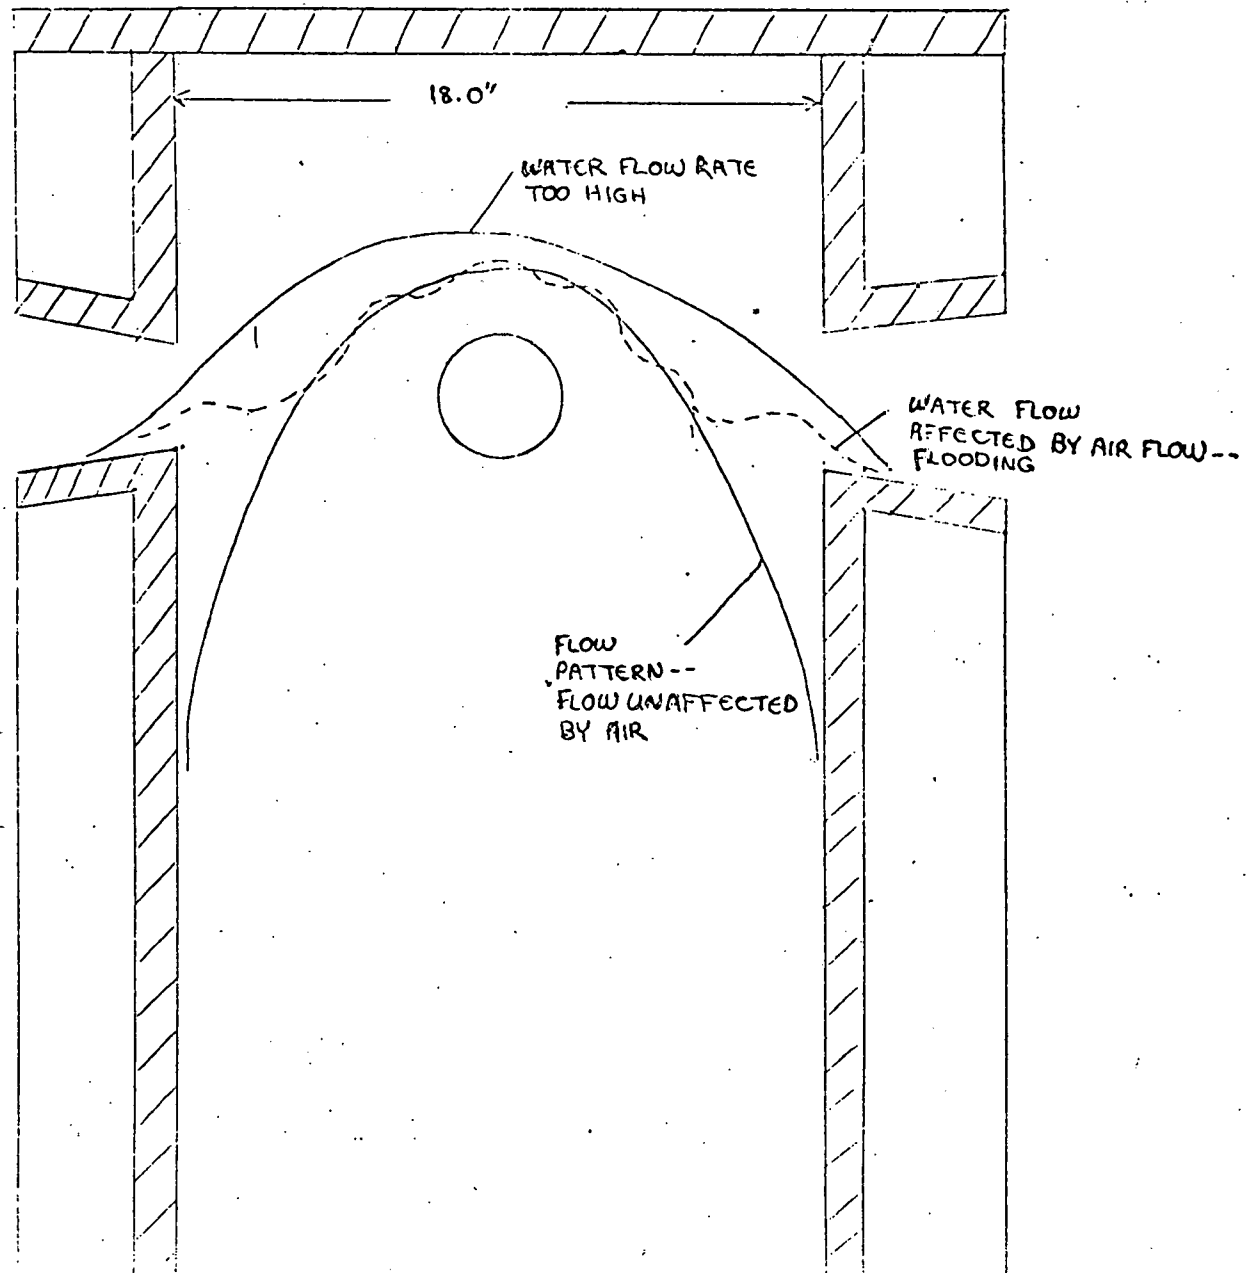 18.0"
WATER FLOW RATE
TOO HIGH
WATER FLOW
AFFECTED BY AIR FLOW--
FLOODING
FLOW
PATTERN--
FLOW UNAFFECTED
BY AIR